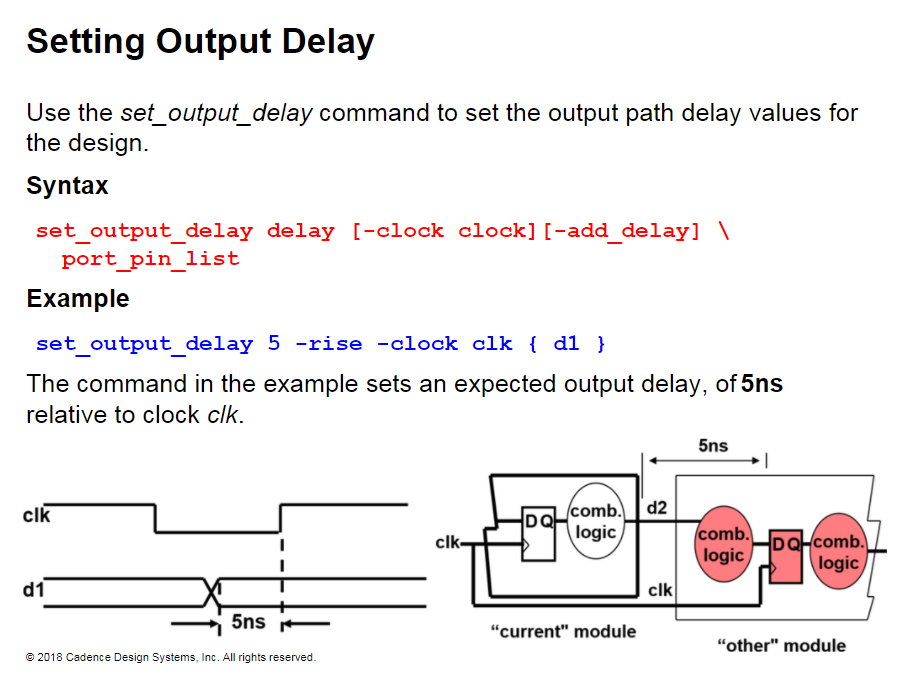 Setting Output Delay
Use the set_output_delay command to set the output path delay values for
the design.
Syntax
set_output_delay delay [-clock clock][-add_delay] \
port_pin_list
Example
set_output_delay 5 -rise -clock clk { d1 }
The command in the example sets an expected output delay, of 5ns
relative to clock clk.
clk
d1
5ns
5ns
clk
D Q
comb.
logic
d2
clk
comb.
logic
D Q
comb.
logic
"current" module
"other" module
© 2018 Cadence Design Systems, Inc. All rights reserved.